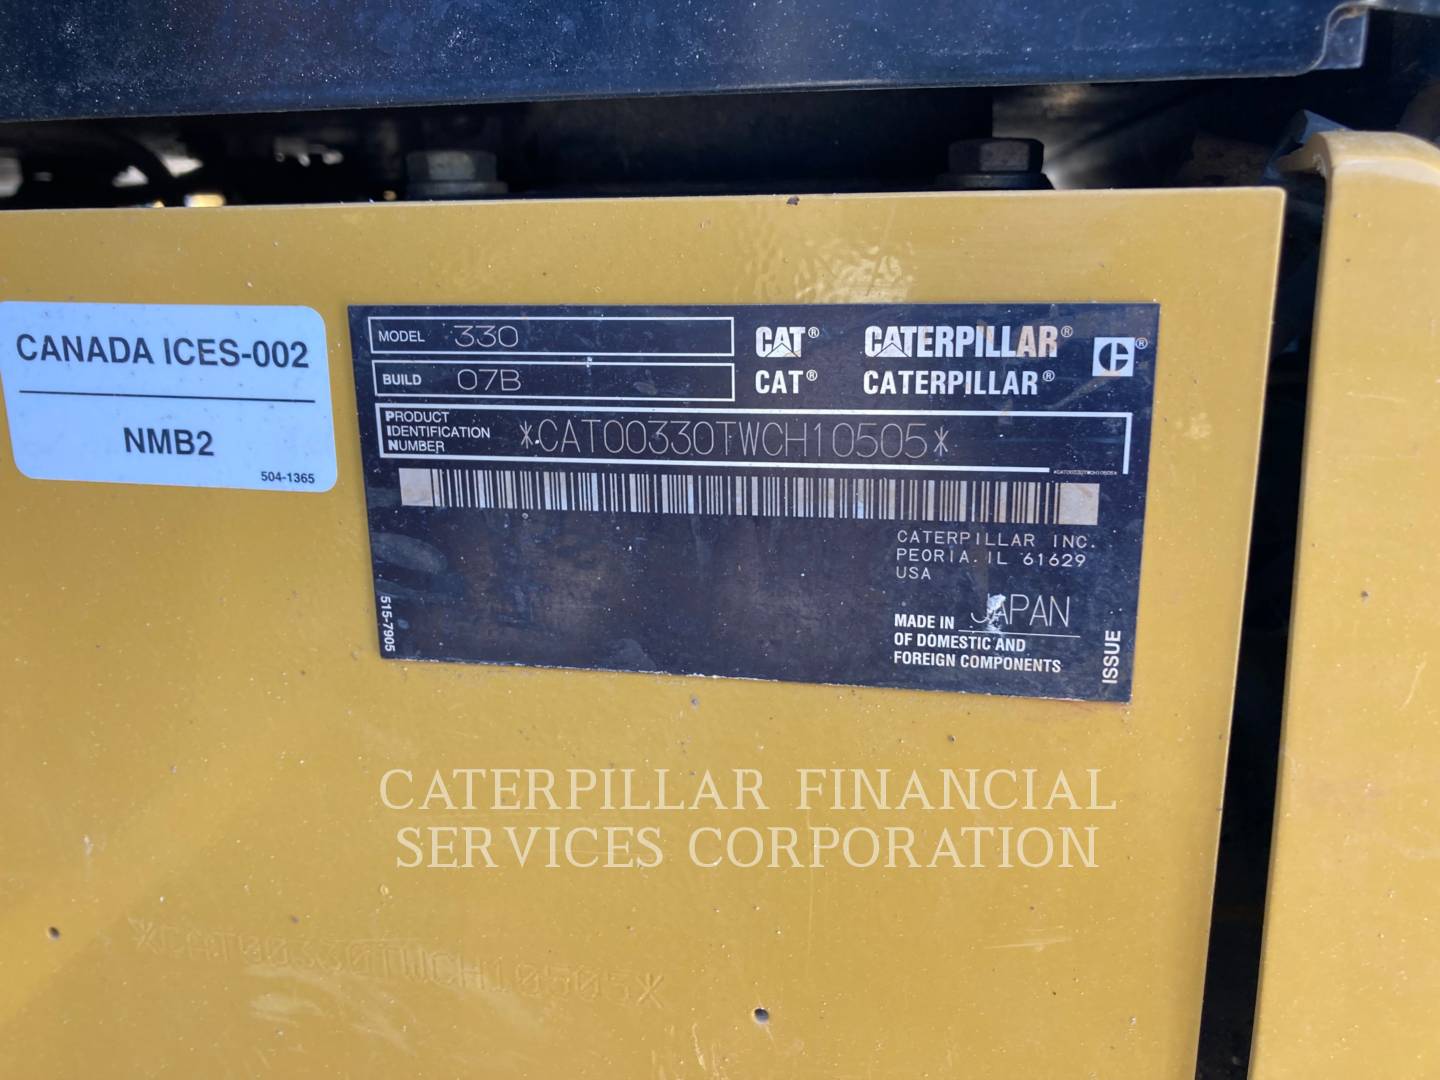 CANADA ICES-002
NMB2
504-1365
MODEL 330
BUILD 07B
CAT® CATERPILLAR®
CAT® CATERPILLAR®
PRODUCT
IDENTIFICATION
NUMBER
*CAT00330TWCH10505*
*CAT00330TWCH10505*
CATERPILLAR INC.
PEORIA. IL 61629
USA
MADE IN JAPAN
OF DOMESTIC AND
FOREIGN COMPONENTS
515-7905
ISSUE
CATERPILLAR FINANCIAL
SERVICES CORPORATION
*CAT00330TWCH10505*